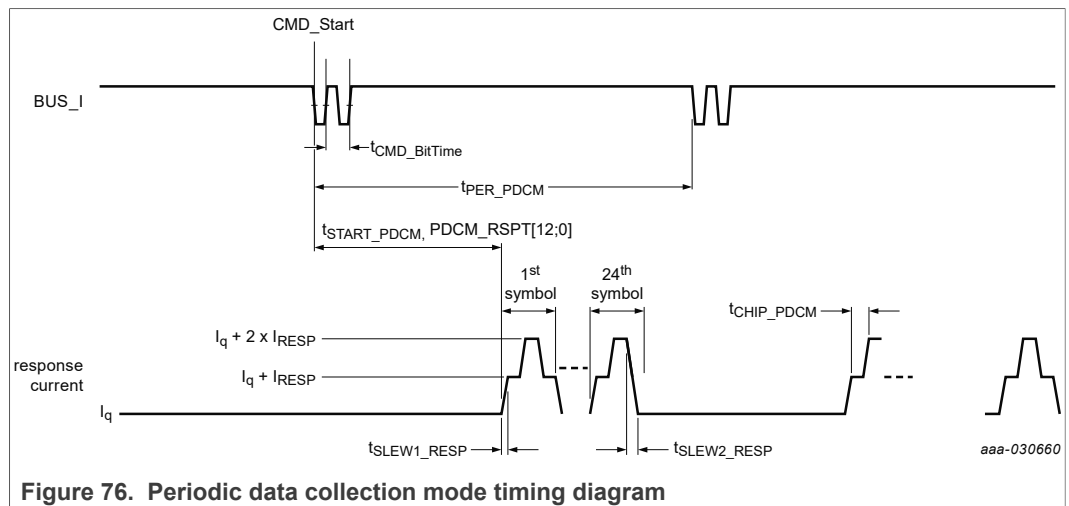 CMD_Start
BUS_I
tCMD_BitTime
tPER_PDCM
tSTART_PDCM, PDCM_RSPT[12;0]
1st symbol
24th symbol
tCHIP_PDCM
Iq + 2 x IRESP
response current
Iq + IRESP
Iq
tSLEW1_RESP
tSLEW2_RESP
aaa-030660
Figure 76. Periodic data collection mode timing diagram